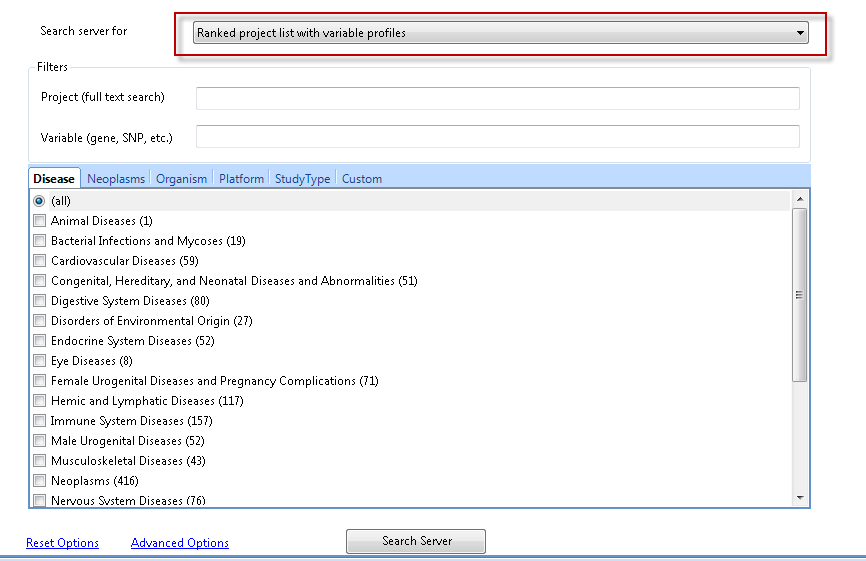 Search server for
Ranked project list with variable profiles
Filters
Project (full text search)
Variable (gene, SNP, etc.)
Disease Neoplasms Organism Platform StudyType Custom
(all)
Animal Diseases (1)
Bacterial Infections and Mycoses (19)
Cardiovascular Diseases (59)
Congenital, Hereditary, and Neonatal Diseases and Abnormalities (51)
Digestive System Diseases (80)
Disorders of Environmental Origin (27)
Endocrine System Diseases (52)
Eye Diseases (8)
Female Urogenital Diseases and Pregnancy Complications (71)
Hemic and Lymphatic Diseases (117)
Immune System Diseases (157)
Male Urogenital Diseases (52)
Musculoskeletal Diseases (43)
Neoplasms (416)
Nervous System Diseases (76)
Reset Options Advanced Options Search Server